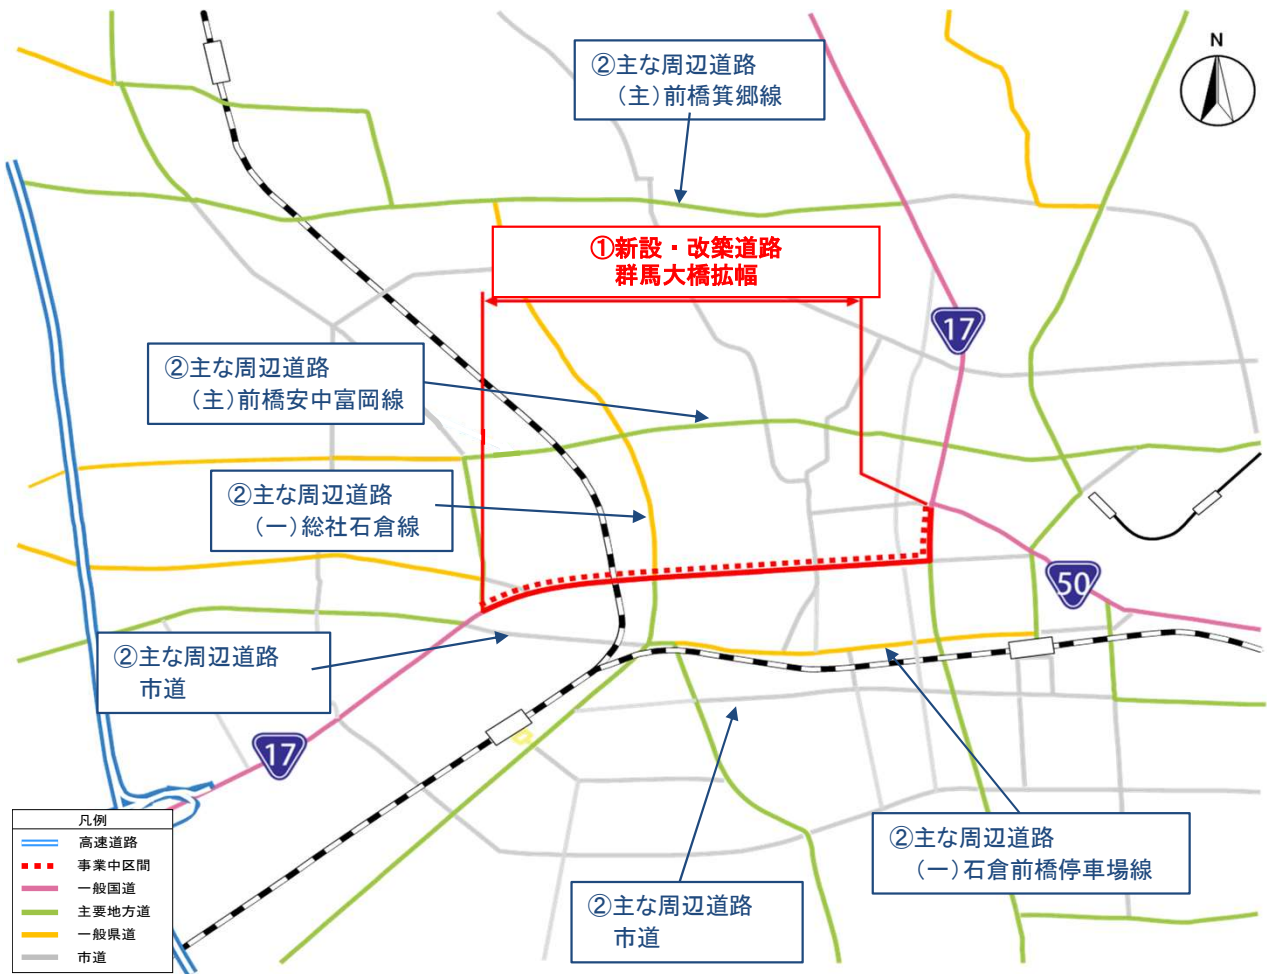 ②主な周辺道路
（主）前橋箕郷線
N
①新設・改築道路
群馬大橋拡幅
17
②主な周辺道路
（主）前橋安中富岡線
②主な周辺道路
（一）総社石倉線
50
②主な周辺道路
市道
17
②主な周辺道路
（一）石倉前橋停車場線
②主な周辺道路
市道
凡例
高速道路
事業中区間
一般国道
主要地方道
一般県道
市道